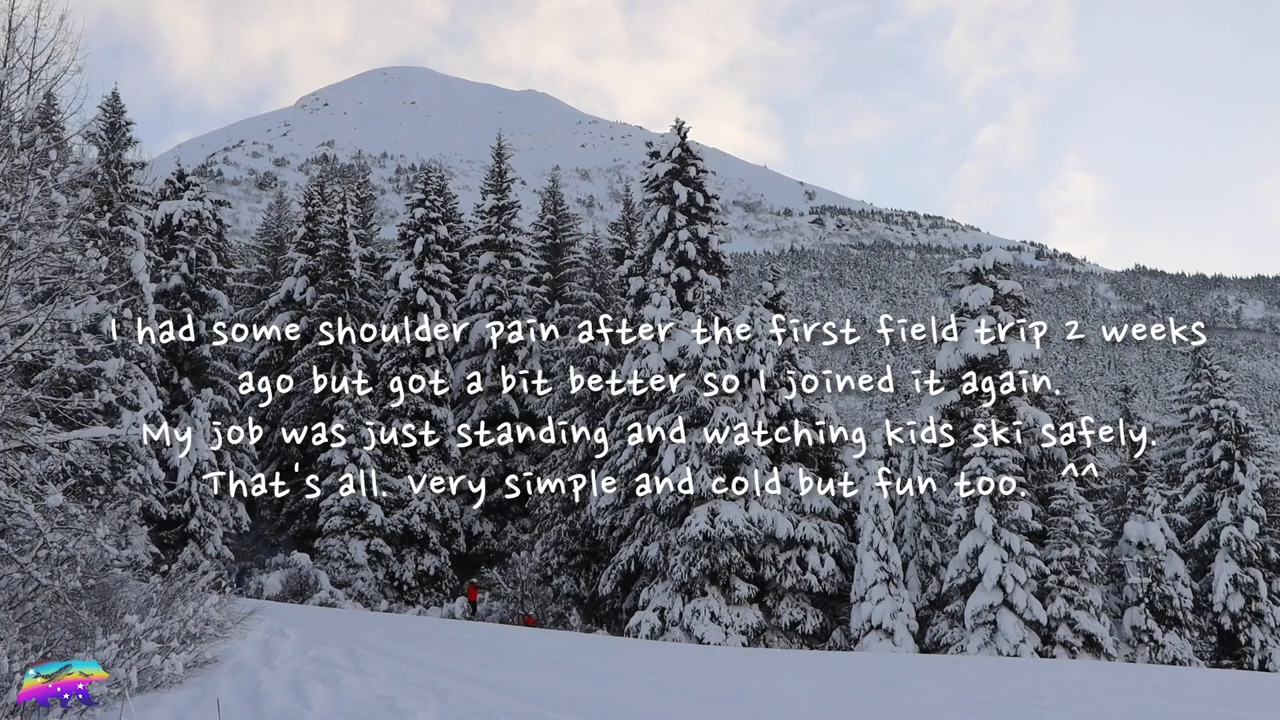 I had some shoulder pain after the first field trip 2 weeks
ago but got a bit better so I joined it again.
My job was just standing and watching kids ski safely.
That's all. very simple and cold but fun too. ^^